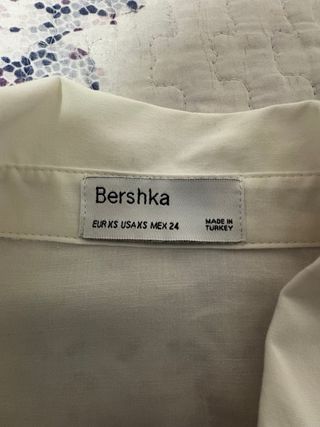 Bershka
EUR XS USA XS MEX 24
MADE IN
TURKEY